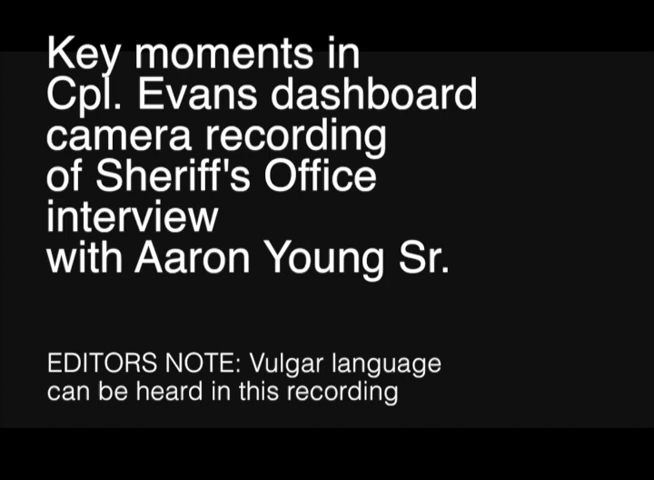 Key moments in
Cpl. Evans dashboard
camera recording
of Sheriff's Office
interview
with Aaron Young Sr.
EDITORS NOTE: Vulgar language
can be heard in this recording